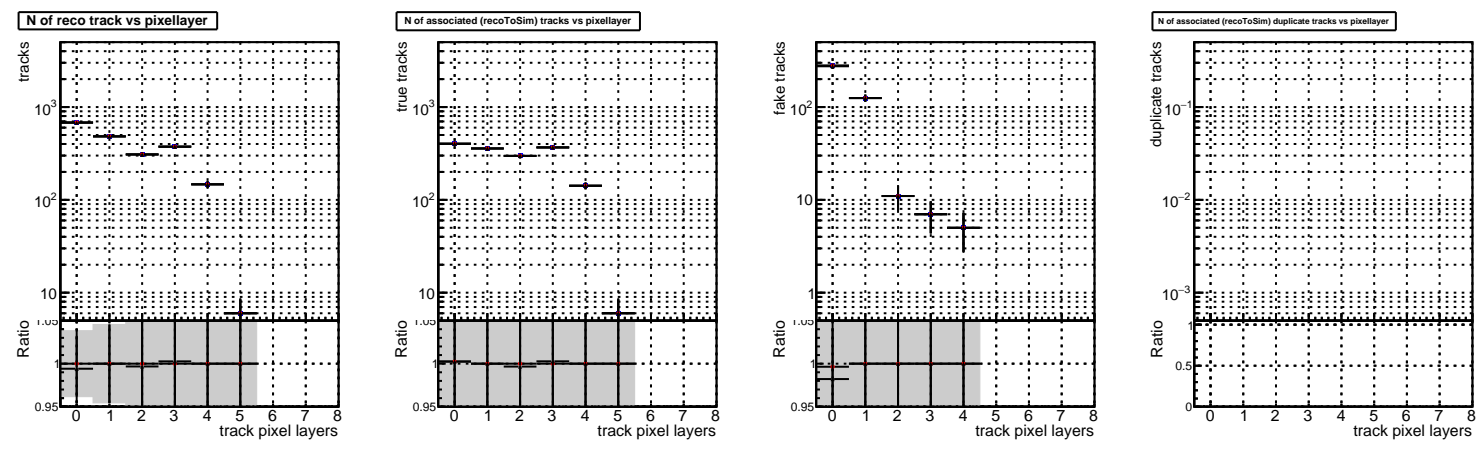 N of reco track vs pixellayer
tracks
10³
10²
10
Ratio
1.05
1
0.95
0 1 2 3 4 5 6 7 8
track pixel layers
N of associated (recoToSim) tracks vs pixellayer
true tracks
10³
10²
10
Ratio
1.05
1
0.95
0 1 2 3 4 5 6 7 8
track pixel layers
fake tracks
10²
10
1
Ratio
1.05
1
0.95
0 1 2 3 4 5 6 7 8
track pixel layers
N of associated (recoToSim) duplicate tracks vs pixellayer
duplicate tracks
10⁻¹
10⁻²
10⁻³
Ratio
1
0.5
0
0 1 2 3 4 5 6 7 8
track pixel layers